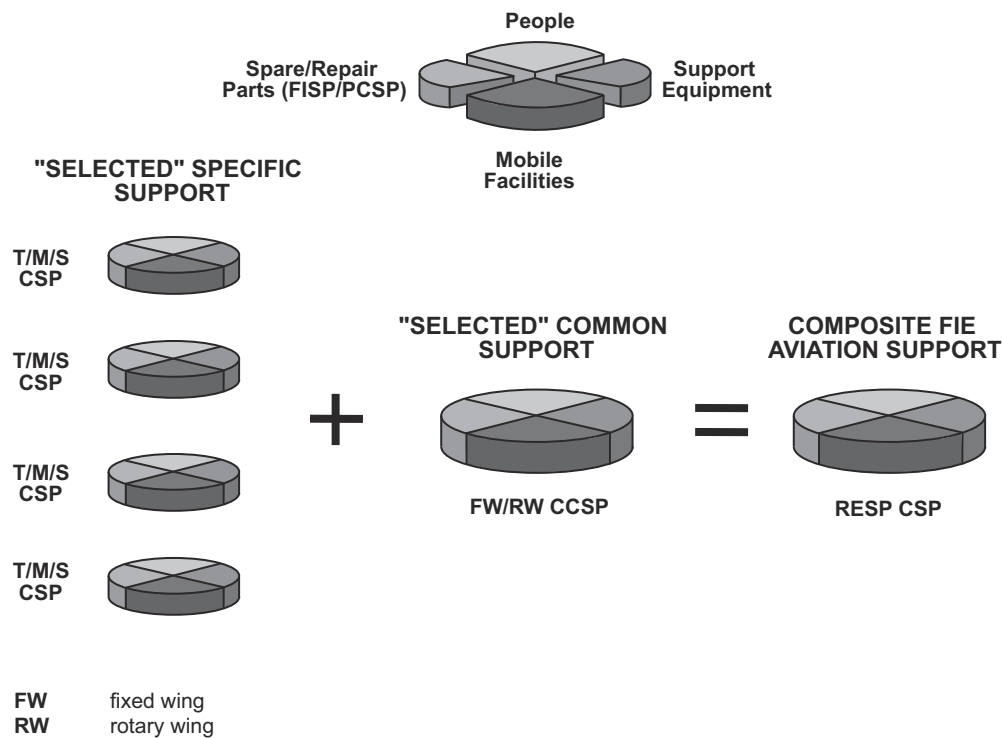 People
Spare/Repair
Parts (FISP/PCSP)
Support
Equipment
Mobile
Facilities
"SELECTED" SPECIFIC
SUPPORT
T/M/S
CSP
T/M/S
CSP
T/M/S
CSP
T/M/S
CSP
+
"SELECTED" COMMON
SUPPORT
FW/RW CCSP
=
COMPOSITE FIE
AVIATION SUPPORT
RESP CSP
FW fixed wing
RW rotary wing